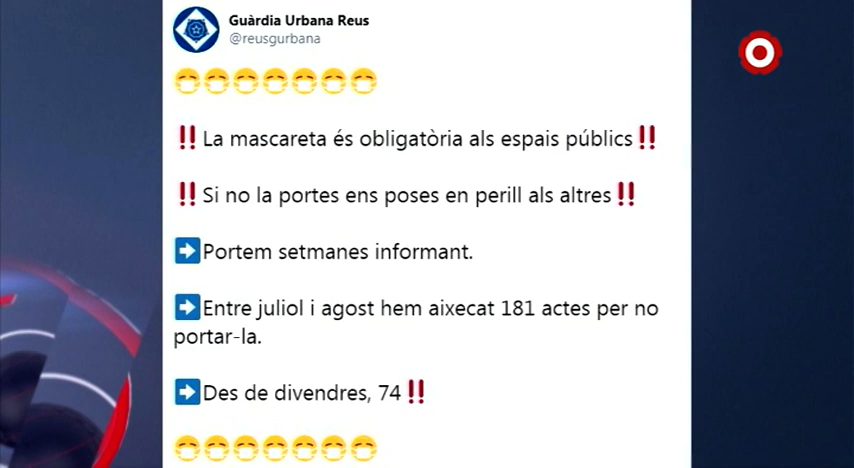 Guàrdia Urbana Reus
@reusgurbana
😷😷😷😷😷😷😷
‼️La mascareta és obligatòria als espais públics‼️
‼️Si no la portes ens poses en perill als altres‼️
➡️Portem setmanes informant.
➡️Entre juliol i agost hem aixecat 181 actes per no
portar-la.
➡️Des de divendres, 74‼️
😷😷😷😷😷😷😷